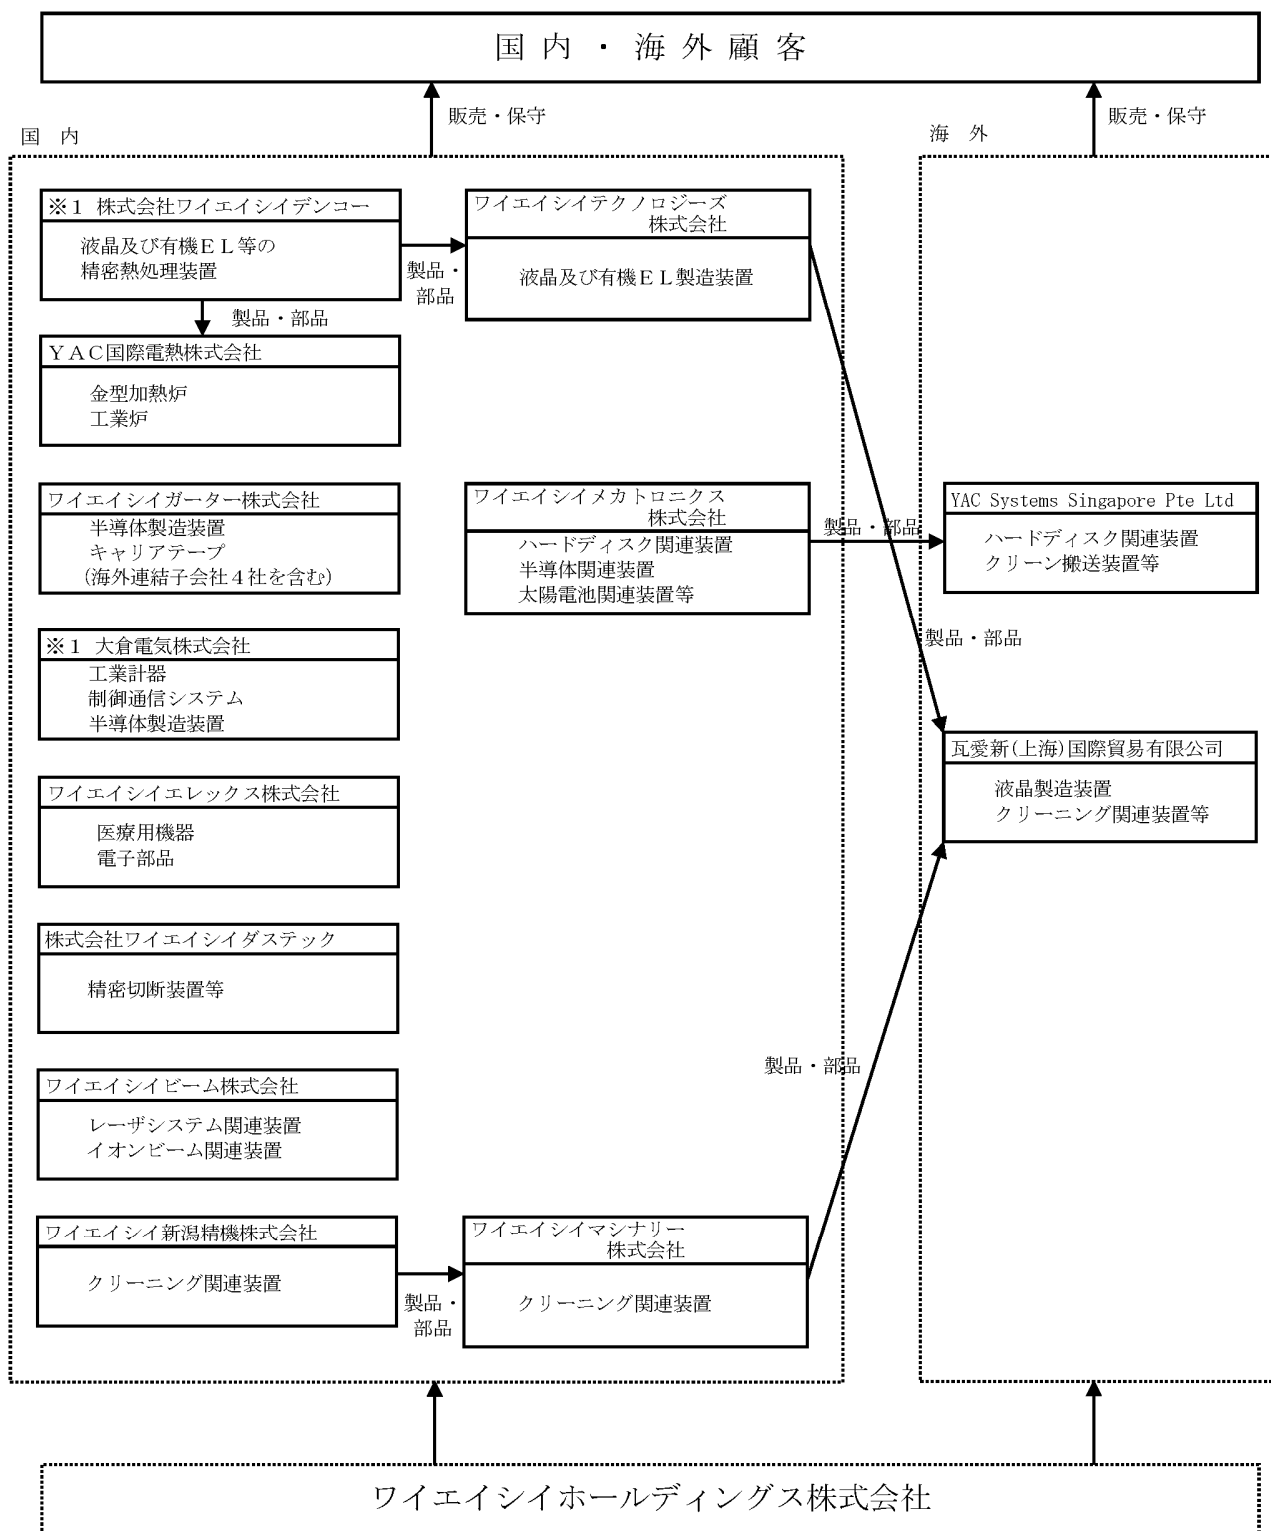 国内・海外顧客
販売・保守
販売・保守
国　内
海　外
※１ 株式会社ワイエイシイデンコー
液晶及び有機ＥＬ等の
精密熱処理装置
製品・
部品
ワイエイシイテクノロジーズ
株式会社
液晶及び有機ＥＬ製造装置
製品・部品
ＹＡＣ国際電熱株式会社
金型加熱炉
工業炉
ワイエイシイガーター株式会社
半導体製造装置
キャリアテープ
(海外連結子会社４社を含む)
ワイエイシイメカトロニクス
株式会社
ハードディスク関連装置
半導体関連装置
太陽電池関連装置等
製品・部品
YAC Systems Singapore Pte Ltd
ハードディスク関連装置
クリーン搬送装置等
※１ 大倉電気株式会社
工業計器
制御通信システム
半導体製造装置
製品・部品
瓦愛新(上海)国際貿易有限公司
液晶製造装置
クリーニング関連装置等
ワイエイシイエレックス株式会社
医療用機器
電子部品
株式会社ワイエイシイダステック
精密切断装置等
製品・部品
ワイエイシイビーム株式会社
レーザシステム関連装置
イオンビーム関連装置
ワイエイシイ新潟精機株式会社
クリーニング関連装置
製品・
部品
ワイエイシイマシナリー
株式会社
クリーニング関連装置
ワイエイシイホールディングス株式会社